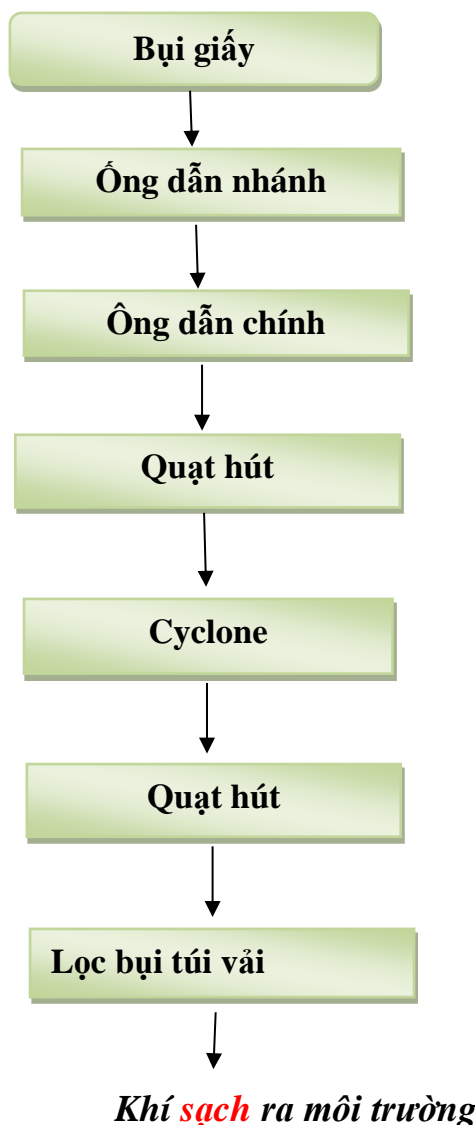 Bụi giấy
Ống dẫn nhánh
Ông dẫn chính
Quạt hút
Cyclone
Quạt hút
Lọc bụi túi vải
Khí sạch ra môi trường